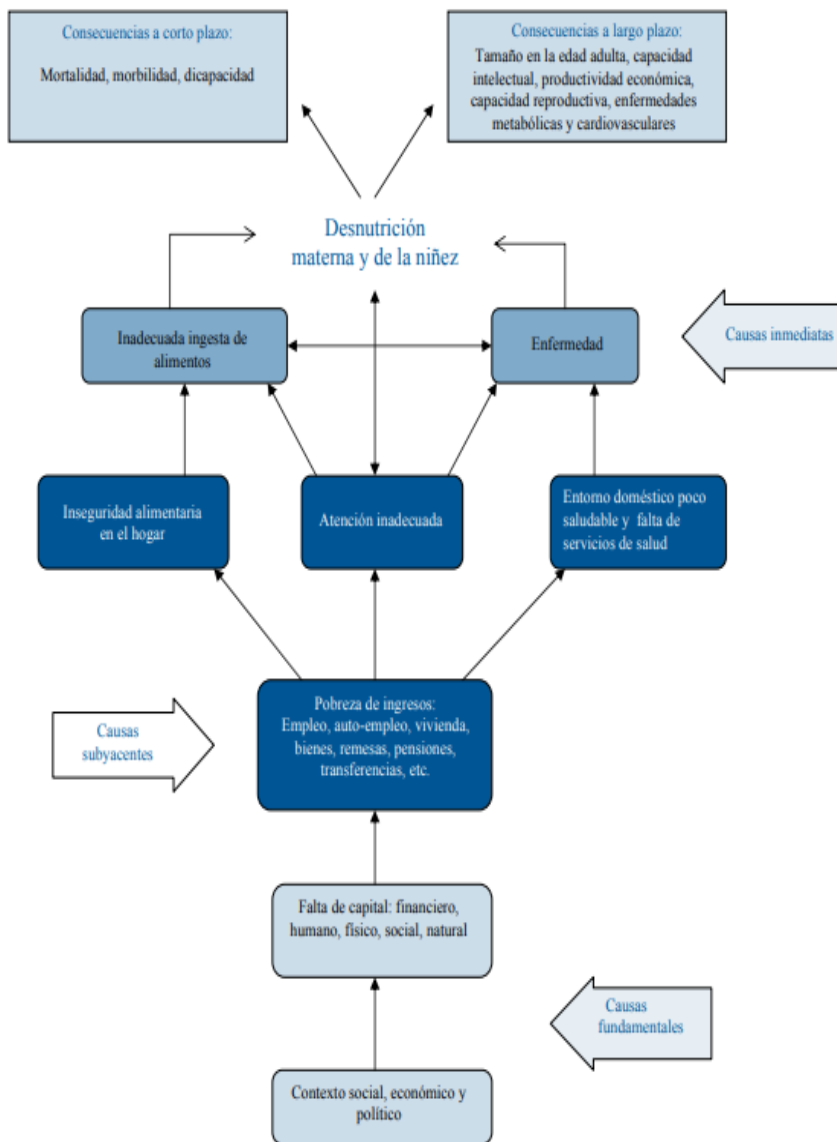 Consecuencias a corto plazo:
Mortalidad, morbilidad, dicapacidad
Consecuencias a largo plazo:
Tamaño en la edad adulta, capacidad
intelectual, productividad económica,
capacidad reproductiva, enfermedades
metabólicas y cardiovasculares
Desnutrición
materna y de la niñez
Inadecuada ingesta de
alimentos
Enfermedad
Causas inmediatas
Inseguridad alimentaria
en el hogar
Atención inadecuada
Entorno doméstico poco
saludable y falta de
servicios de salud
Pobreza de ingresos:
Empleo, auto-empleo, vivienda,
bienes, remesas, pensiones,
transferencias, etc.
Causas
subyacentes
Falta de capital: financiero,
humano, físico, social, natural
Causas
fundamentales
Contexto social, económico y
político